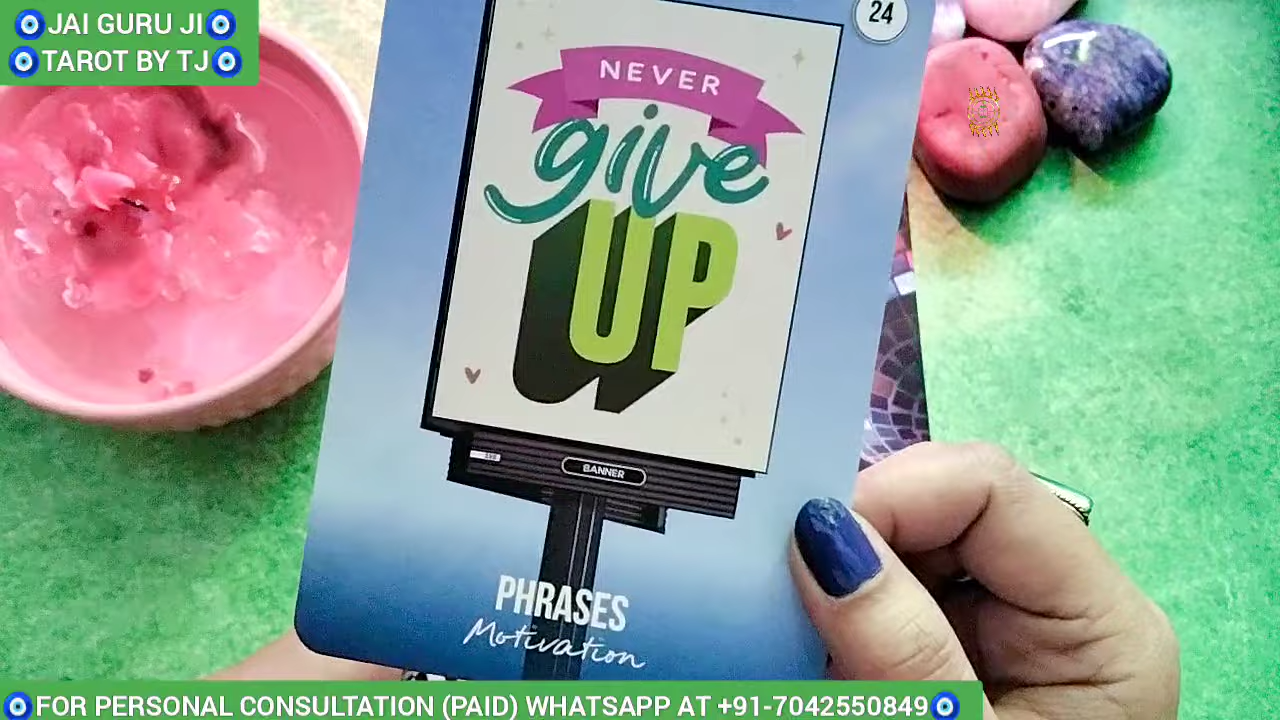 🧿JAI GURU JI🧿
🧿TAROT BY TJ🧿
24
NEVER
give
UP
BANNER
PHRASES
Motivation
🧿FOR PERSONAL CONSULTATION (PAID) WHATSAPP AT +91-7042550849🧿